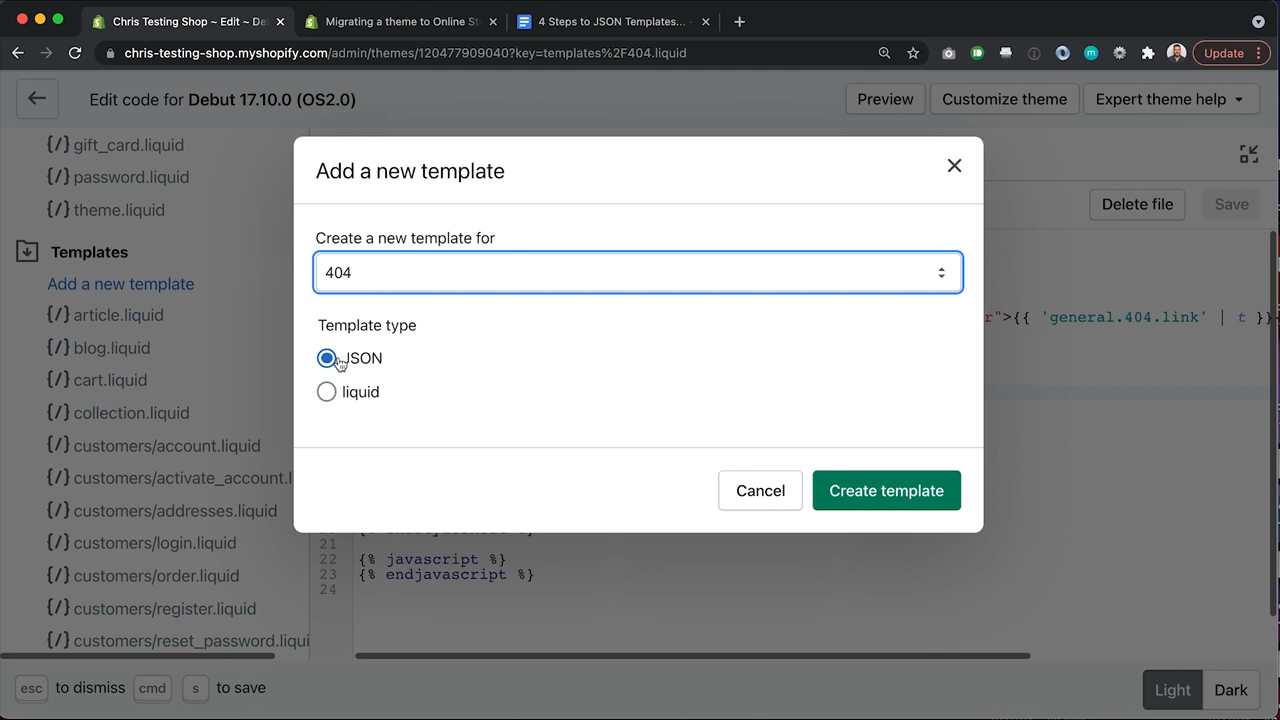 Chris Testing Shop ~ Edit ~ De
Migrating a theme to Online St
4 Steps to JSON Templates...
chris-testing-shop.myshopify.com/admin/themes/120477909040?key=templates%2F404.liquid
Update
Edit code for Debut 17.10.0 (OS2.0)
Preview
Customize theme
Expert theme help
{/} gift_card.liquid
{/} password.liquid
{/} theme.liquid
Templates
Add a new template
{/} article.liquid
{/} blog.liquid
{/} cart.liquid
{/} collection.liquid
{/} customers/account.liquid
{/} customers/activate_account.l
{/} customers/addresses.liquid
{/} customers/login.liquid
{/} customers/order.liquid
{/} customers/register.liquid
{/} customers/reset_password.liqui
Delete file
Save
r">{{ 'general.404.link' | t }}
Add a new template
Create a new template for
404
Template type
JSON
liquid
Cancel
Create template
21
22 {% javascript %}
23 {% endjavascript %}
24
esc to dismiss cmd s to save
Light
Dark